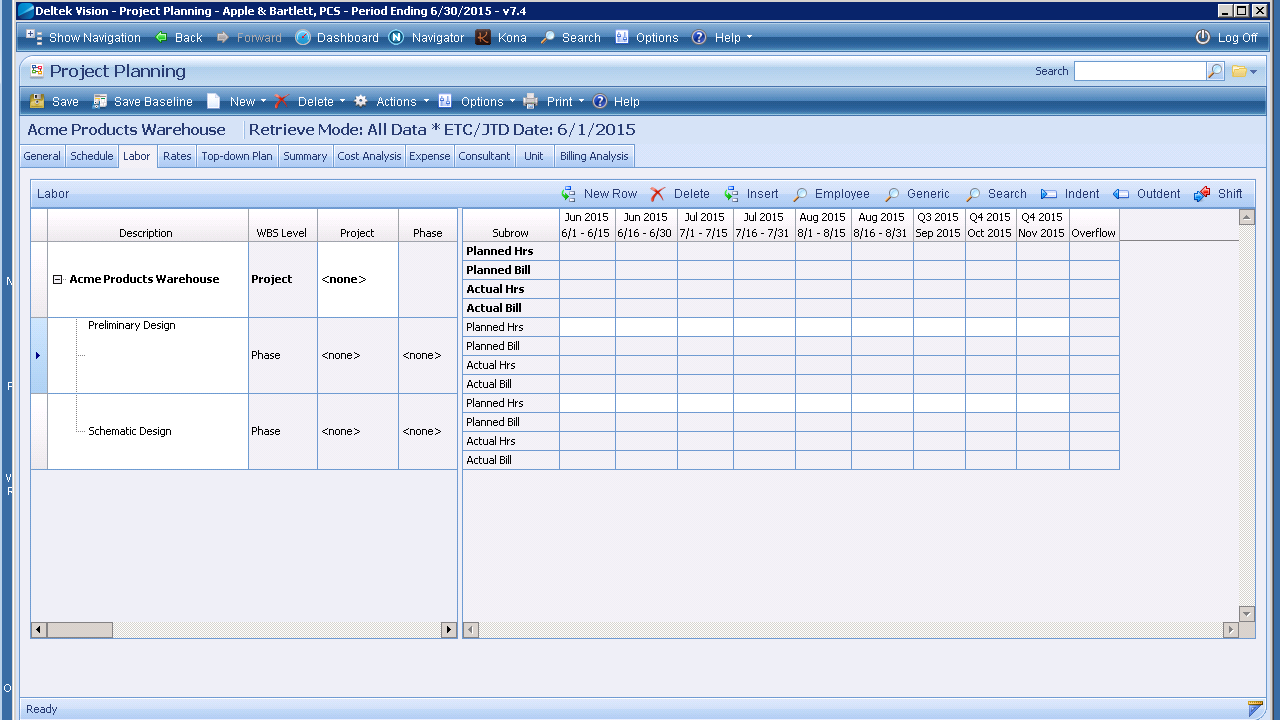 Deltek Vision - Project Planning - Apple & Bartlett, PCS - Period Ending 6/30/2015 - v7.4
Show Navigation Back Forward Dashboard Navigator Kona Search Options Help Log Off
Project Planning Search
Save Save Baseline New Delete Actions Options Print Help
Acme Products Warehouse Retrieve Mode: All Data * ETC/JTD Date: 6/1/2015
General Schedule Labor Rates Top-down Plan Summary Cost Analysis Expense Consultant Unit Billing Analysis
Labor New Row Delete Insert Employee Generic Search Indent Outdent Shift
Jun 2015 Jun 2015 Jul 2015 Jul 2015 Aug 2015 Aug 2015 Q3 2015 Q4 2015 Q4 2015
Description WBS Level Project Phase Subrow 6/1 - 6/15 6/16 - 6/30 7/1 - 7/15 7/16 - 7/31 8/1 - 8/15 8/16 - 8/31 Sep 2015 Oct 2015 Nov 2015 Overflow
Planned Hrs
Planned Bill
Acme Products Warehouse Project <none>
Actual Hrs
Actual Bill
Preliminary Design Planned Hrs
Planned Bill
Phase <none> <none>
Actual Hrs
Actual Bill
Planned Hrs
Planned Bill
Schematic Design Phase <none> <none>
Actual Hrs
Actual Bill
Ready